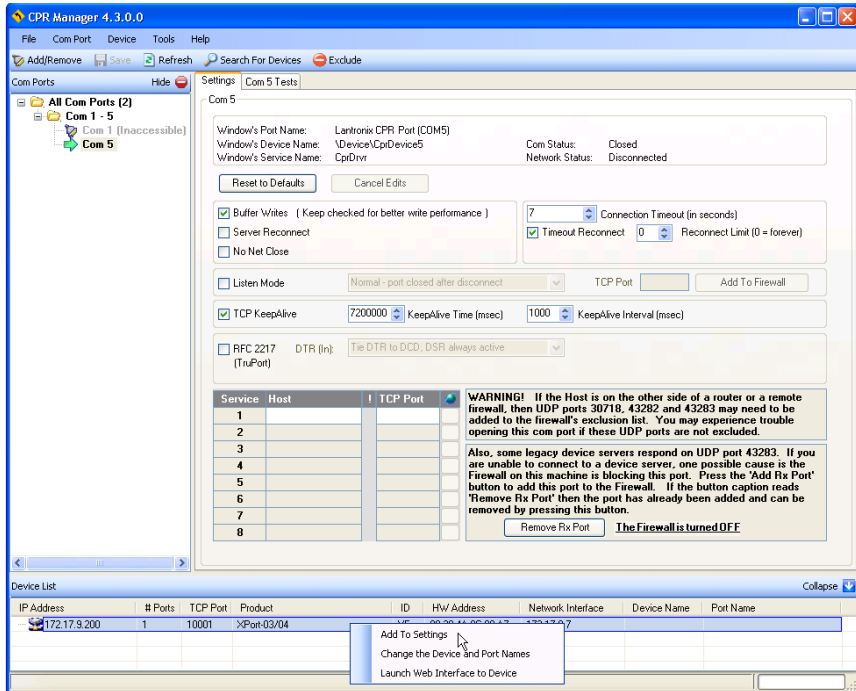 CPR Manager 4.3.0.0
File Com Port Device Tools Help
Add/Remove Save Refresh Search For Devices Exclude
Com Ports Hide
All Com Ports (2)
Com 1 - 5
Com 1 (Inaccessible)
Com 5
Settings Com 5 Tests
Com 5
Window's Port Name: Lantronix CPR Port (COM5)
Window's Device Name: \Device\CprDevice5 Com Status: Closed
Window's Service Name: CprDrvr Network Status: Disconnected
Reset to Defaults Cancel Edits
Buffer Writes ( Keep checked for better write performance )
Server Reconnect
No Net Close
7 Connection Timeout (in seconds)
Timeout Reconnect 0 Reconnect Limit (0 = forever)
Listen Mode Normal - port closed after disconnect TCP Port Add To Firewall
TCP KeepAlive 7200000 KeepAlive Time (msec) 1000 KeepAlive Interval (msec)
RFC 2217 DTR (In): Tie DTR to DCD, DSR always active
(TruPort)
Service Host ! TCP Port
1
2
3
4
5
6
7
8
WARNING! If the Host is on the other side of a router or a remote
firewall, then UDP ports 30718, 43282 and 43283 may need to be
added to the firewall's exclusion list. You may experience trouble
opening this com port if these UDP ports are not excluded.
Also, some legacy device servers respond on UDP port 43283. If you
are unable to connect to a device server, one possible cause is the
Firewall on this machine is blocking this port. Press the 'Add Rx Port'
button to add this port to the Firewall. If the button caption reads
'Remove Rx Port' then the port has already been added and can be
removed by pressing this button.
Remove Rx Port The Firewall is turned OFF
Device List Collapse
IP Address # Ports TCP Port Product ID HW Address Network Interface Device Name Port Name
172.17.9.200 1 10001 XPort-03/04
Add To Settings
Change the Device and Port Names
Launch Web Interface to Device